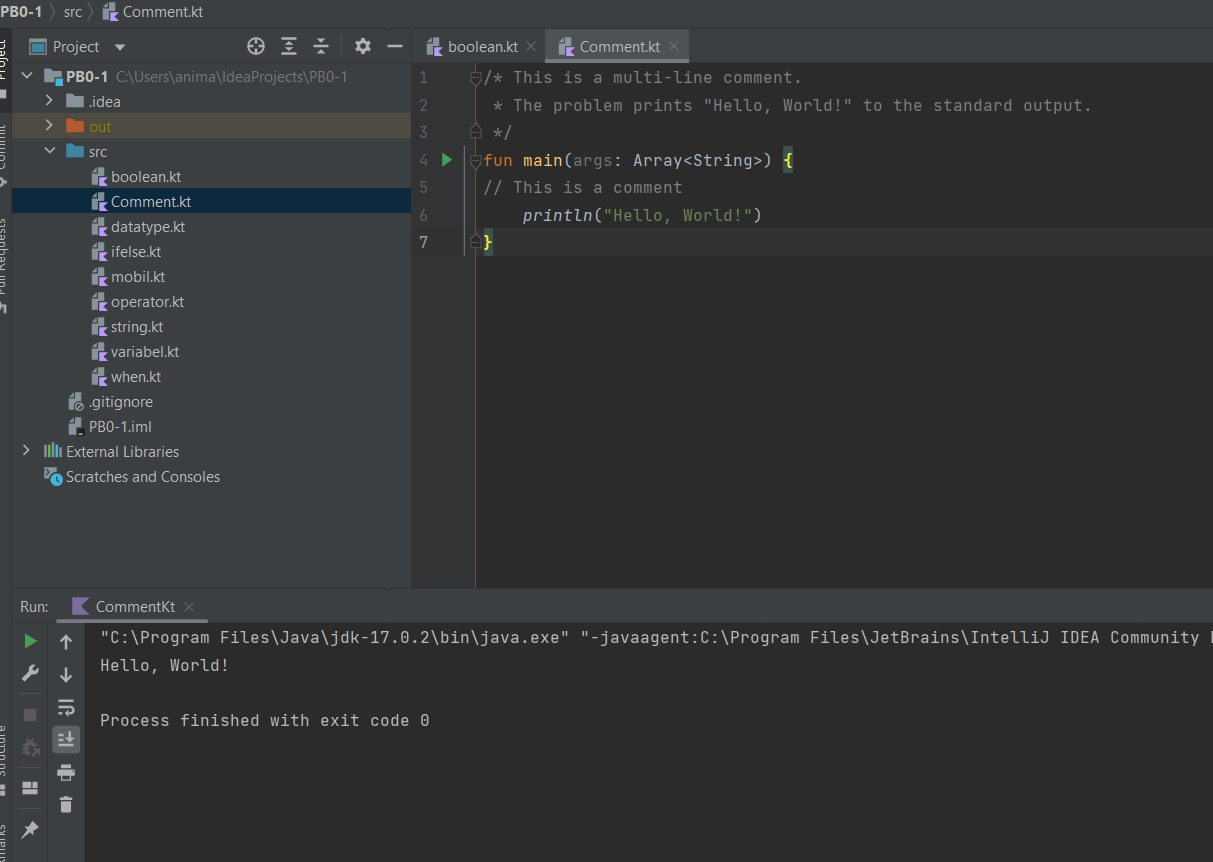 PB0-1 src Comment.kt
Project
boolean.kt Comment.kt
Project
Commit
Pull Requests
Structure
PB0-1 C:\Users\anima\IdeaProjects\PB0-1
.idea
out
src
boolean.kt
Comment.kt
datatype.kt
ifelse.kt
mobil.kt
operator.kt
string.kt
variabel.kt
when.kt
.gitignore
PB0-1.iml
External Libraries
Scratches and Consoles
1 /* This is a multi-line comment.
2 * The problem prints "Hello, World!" to the standard output.
3 */
4 fun main(args: Array<String>) {
5 // This is a comment
6 println("Hello, World!")
7 }
Run: CommentKt
"C:\Program Files\Java\jdk-17.0.2\bin\java.exe" "-javaagent:C:\Program Files\JetBrains\IntelliJ IDEA Community
Hello, World!
Process finished with exit code 0